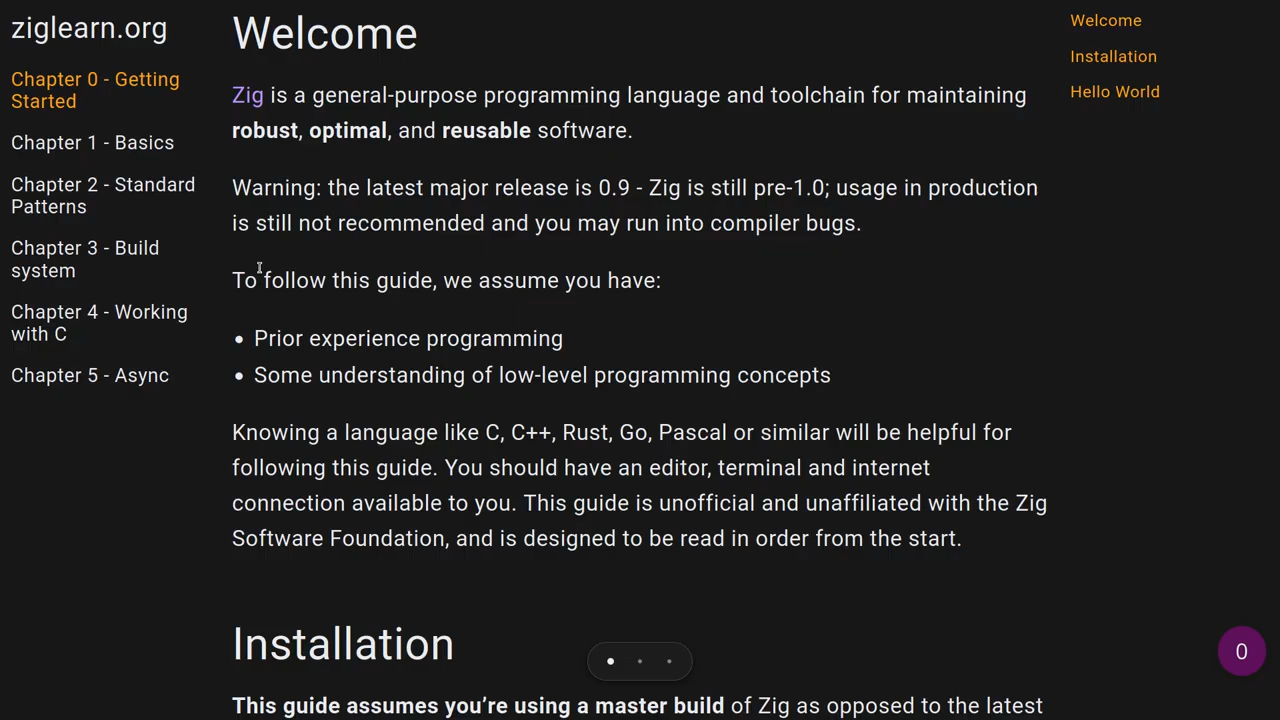 ziglearn.org
Chapter 0 - Getting
Started
Chapter 1 - Basics
Chapter 2 - Standard
Patterns
Chapter 3 - Build
system
Chapter 4 - Working
with C
Chapter 5 - Async
Welcome
Zig is a general-purpose programming language and toolchain for maintaining
robust, optimal, and reusable software.
Warning: the latest major release is 0.9 - Zig is still pre-1.0; usage in production
is still not recommended and you may run into compiler bugs.
To follow this guide, we assume you have:
• Prior experience programming
• Some understanding of low-level programming concepts
Knowing a language like C, C++, Rust, Go, Pascal or similar will be helpful for
following this guide. You should have an editor, terminal and internet
connection available to you. This guide is unofficial and unaffiliated with the Zig
Software Foundation, and is designed to be read in order from the start.
Installation
This guide assumes you’re using a master build of Zig as opposed to the latest
Welcome
Installation
Hello World
0